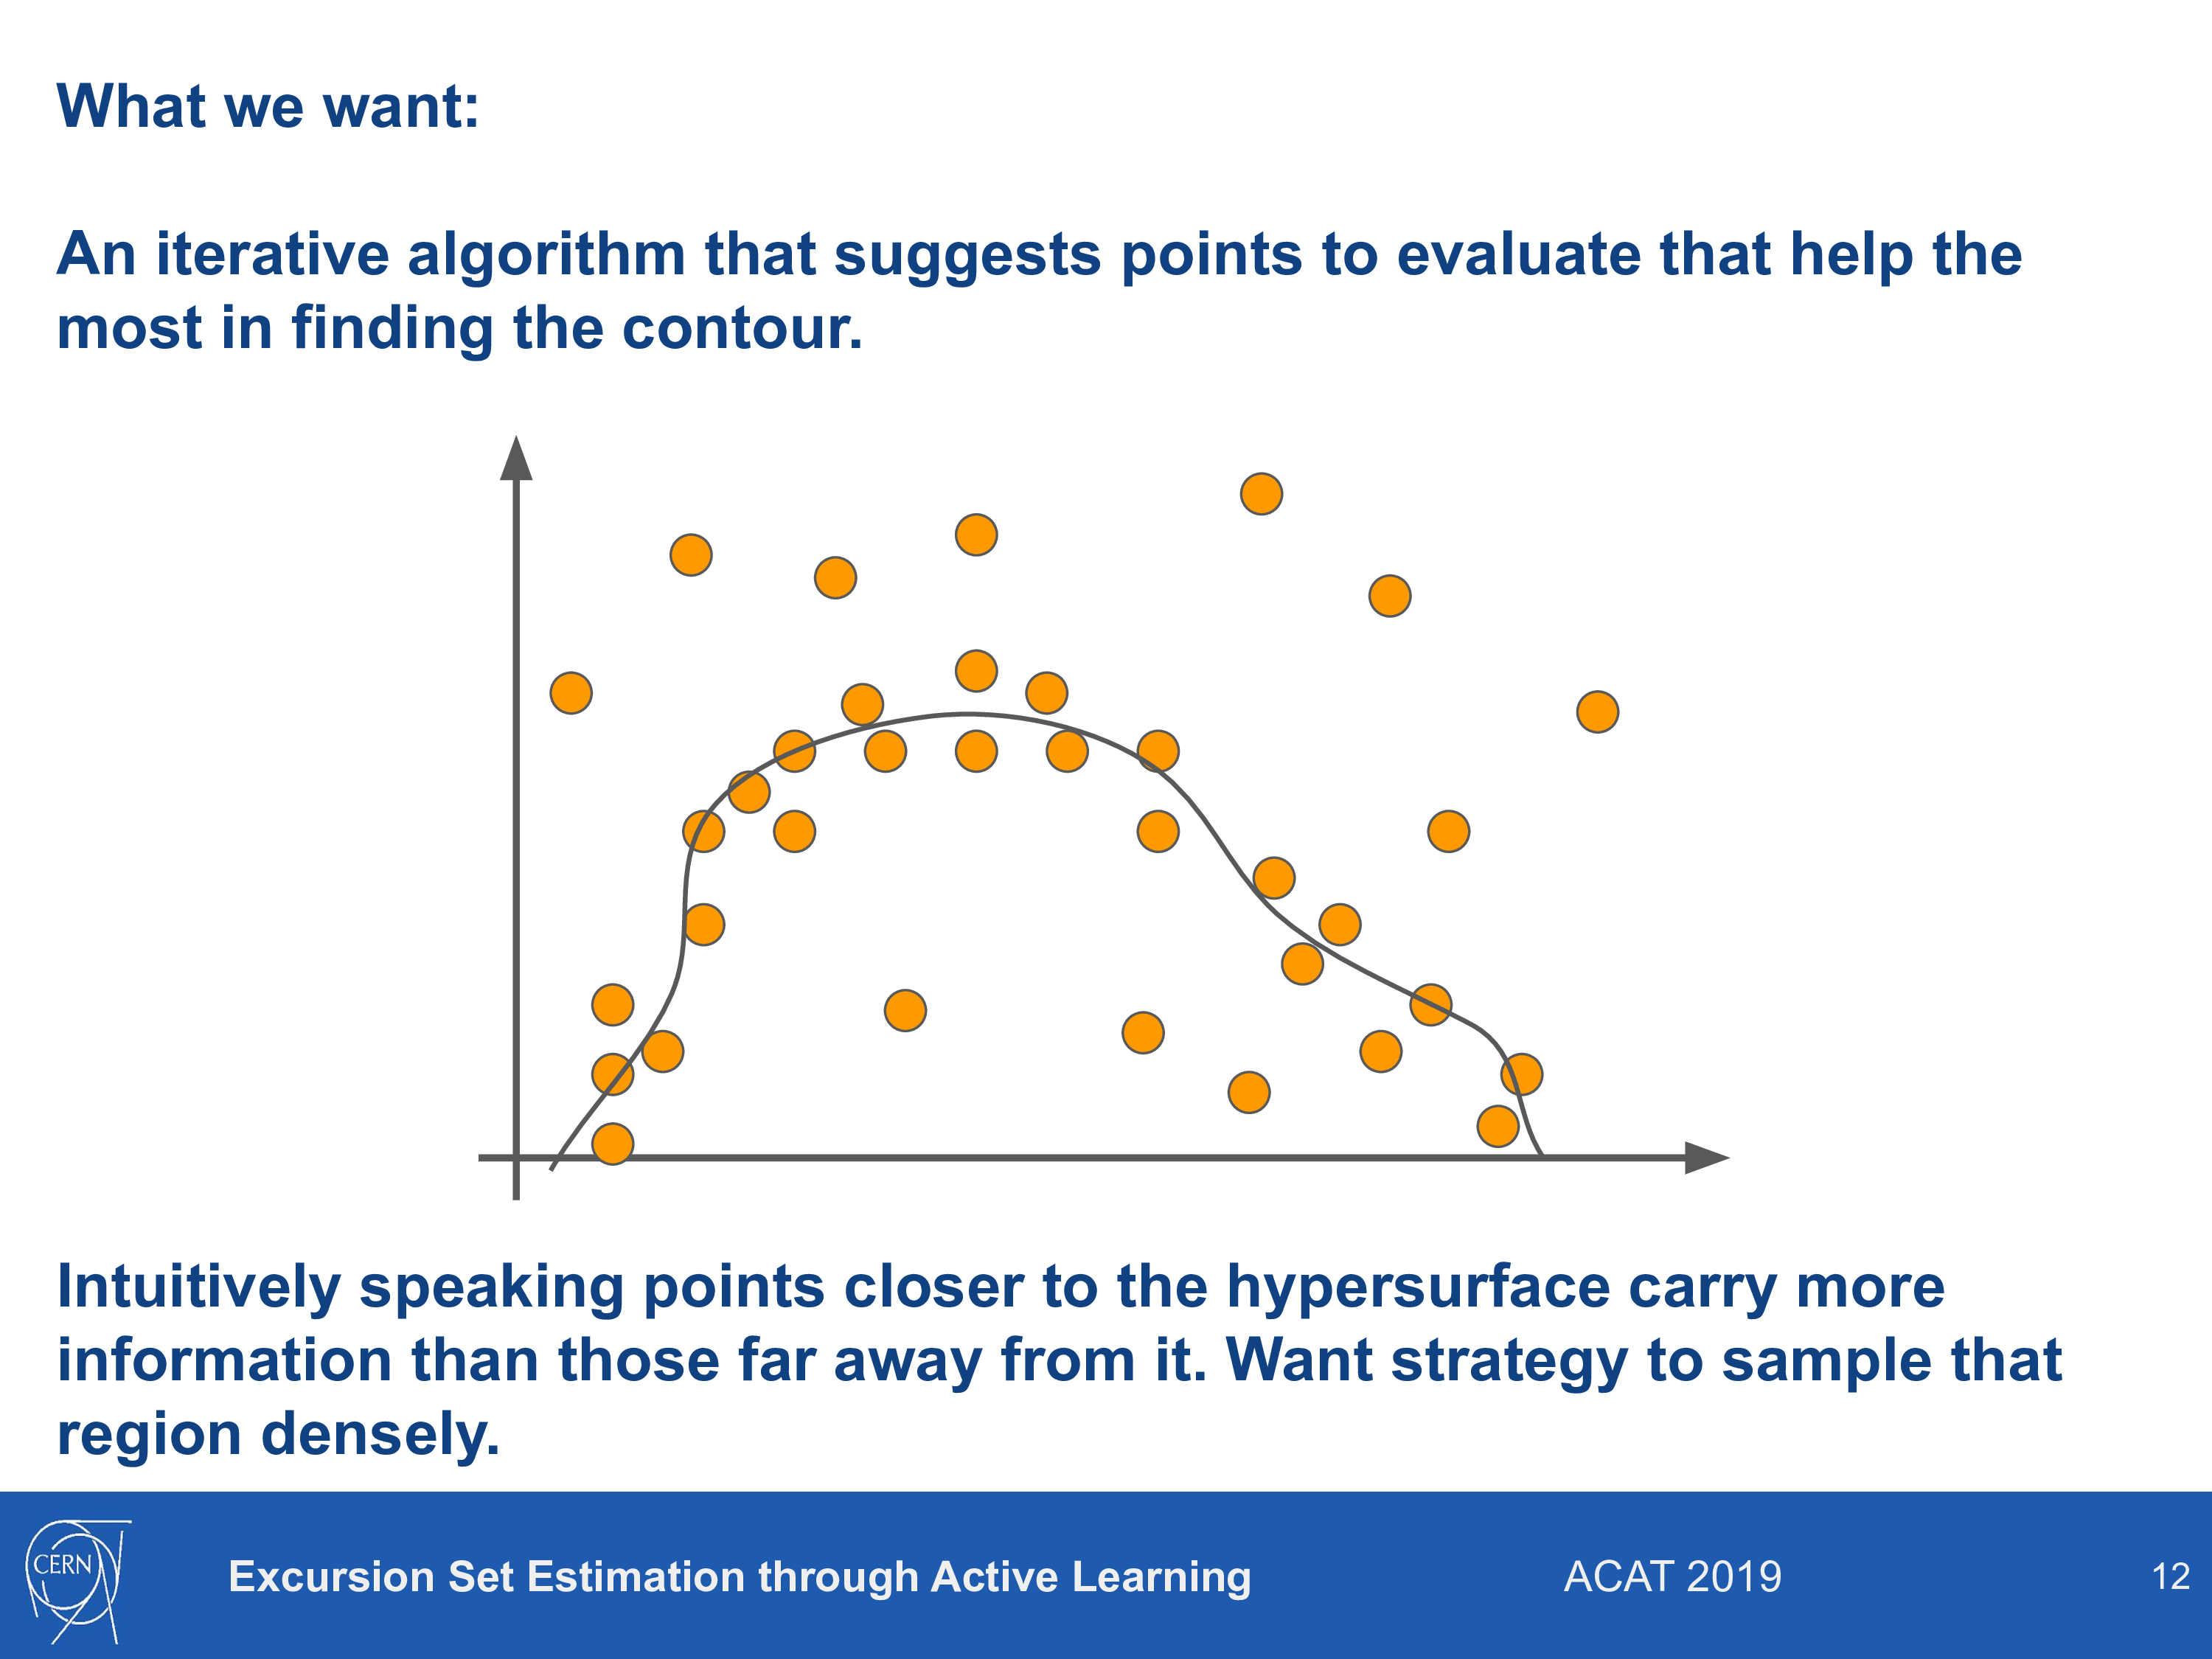 What we want:
An iterative algorithm that suggests points to evaluate that help the
most in finding the contour.
Intuitively speaking points closer to the hypersurface carry more
information than those far away from it. Want strategy to sample that
region densely.
CERN
Excursion Set Estimation through Active Learning
ACAT 2019
12